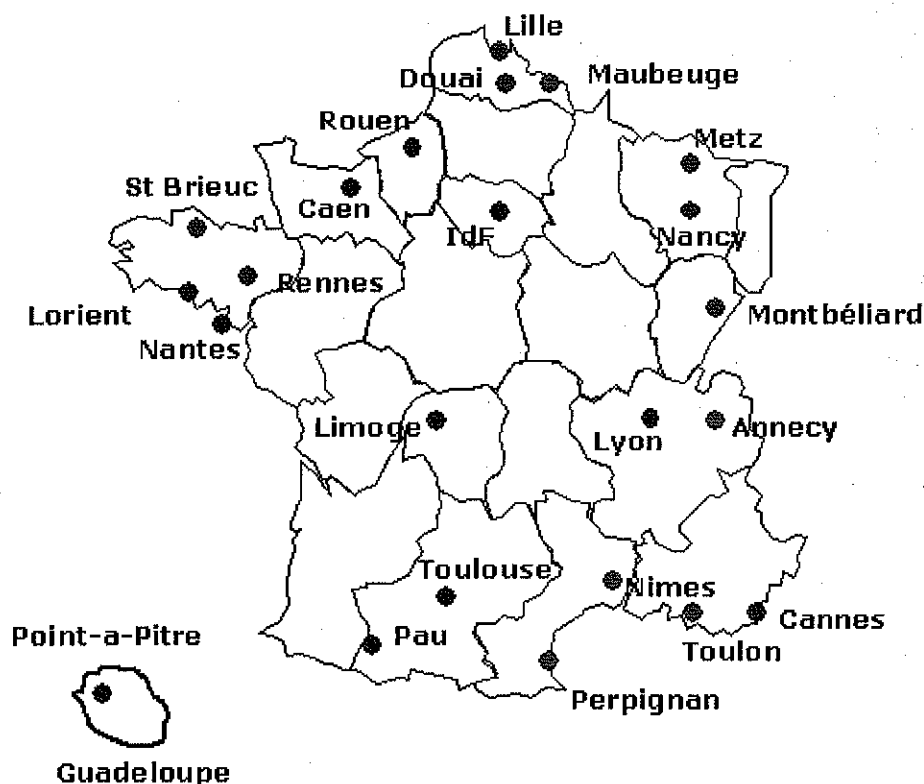 Lille
Douai
Maubeuge
Rouen
Metz
St Brieuc
Caen
IdF
Nancy
Rennes
Lorient
Nantes
Montbéliard
Limoge
Lyon
Annecy
Toulouse
Nimes
Point-a-Pitre
Pau
Cannes
Toulon
Perpignan
Guadeloupe